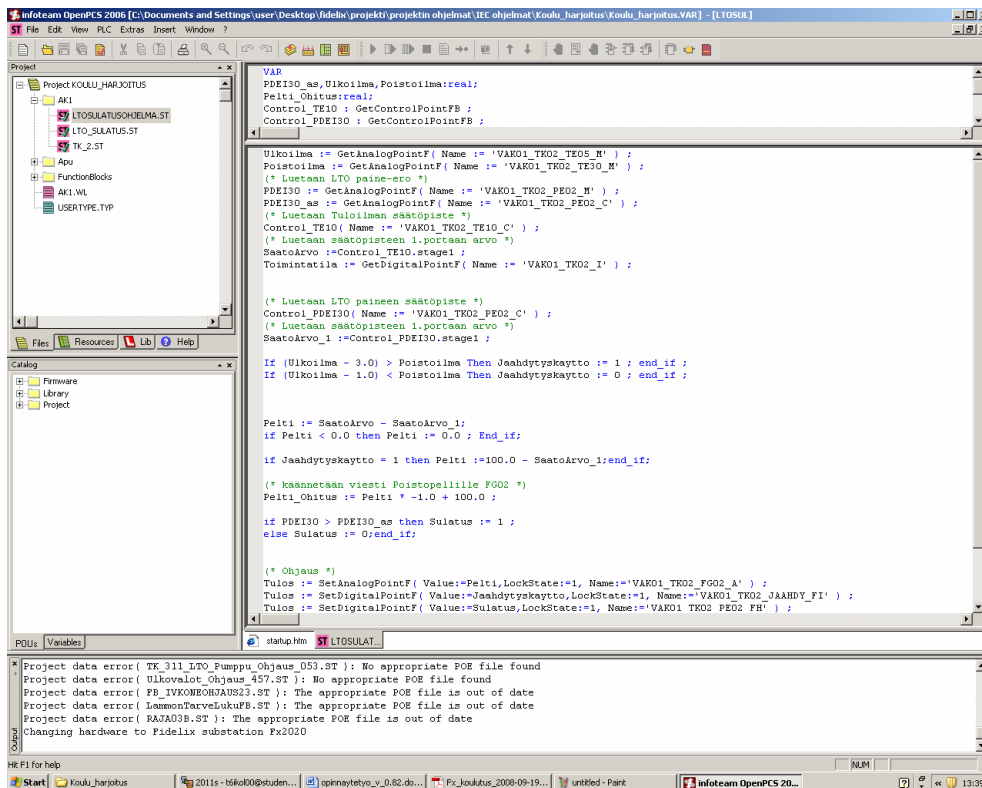 infoteam OpenPCS 2006 [C:\Documents and Settings\user\Desktop\fidelix\projekti\projektin ohjelmat\IEC ohjelmat\Koulu_harjoitus\Koulu_harjoitus.VAR] - [LTOSUL]
ST File Edit View PLC Extras Insert Window ?
Project
Project KOULU_HARJOITUS
AK1
LTOSULATUSOHJELMA.ST
LTO_SULATUS.ST
TK_2.ST
Apu
FunctionBlocks
AK1.WL
USERTYPE.TYP
Files Resources Lib Help
Catalog
Firmware
Library
Project
POUs Variables
VAR
PDEI30_as,Ulkoilma,Poistoilma:real;
Pelti_Ohitus:real;
Control_TE10 : GetControlPointFB ;
Control_PDEI30 : GetControlPointFB ;
Ulkoilma := GetAnalogPointF( Name := 'VAK01_TK02_TE05_M' ) ;
Poistoilma := GetAnalogPointF( Name := 'VAK01_TK02_TE30_M' ) ;
(* Luetaan LTO paine-ero *)
PDEI30 := GetAnalogPointF( Name := 'VAK01_TK02_PE02_M' ) ;
PDEI30_as := GetAnalogPointF( Name := 'VAK01_TK02_PE02_C' ) ;
(* Luetaan Tuloilman säätöpiste *)
Control_TE10( Name := 'VAK01_TK02_TE10_C' ) ;
(* Luetaan säätöpisteen 1.portaan arvo *)
SaatoArvo :=Control_TE10.stage1 ;
Toimintatila := GetDigitalPointF( Name := 'VAK01_TK02_I' ) ;
(* Luetaan LTO paineen säätöpiste *)
Control_PDEI30( Name := 'VAK01_TK02_PE02_C' ) ;
(* Luetaan säätöpisteen 1.portaan arvo *)
SaatoArvo_1 :=Control_PDEI30.stage1 ;
If (Ulkoilma - 3.0) > Poistoilma Then Jaahdytyskaytto := 1 ; end_if ;
If (Ulkoilma - 1.0) < Poistoilma Then Jaahdytyskaytto := 0 ; end_if ;
Pelti := SaatoArvo - SaatoArvo_1;
if Pelti < 0.0 then Pelti := 0.0 ; End_if;
if Jaahdytyskaytto = 1 then Pelti :=100.0 - SaatoArvo_1;end_if;
(* käännetään viesti Poistopellille FG02 *)
Pelti_Ohitus := Pelti * -1.0 + 100.0 ;
if PDEI30 > PDEI30_as then Sulatus := 1 ;
else Sulatus := 0;end_if;
(* Ohjaus *)
Tulos := SetAnalogPointF( Value:=Pelti,LockState:=1, Name:='VAK01_TK02_FG02_A' ) ;
Tulos := SetDigitalPointF( Value:=Jaahdytyskaytto,LockState:=1, Name:='VAK01_TK02_JAAHDY_FI' ) ;
Tulos := SetDigitalPointF( Value:=Sulatus,LockState:=1, Name:='VAK01_TK02_PE02_FH' ) ;
startup.htm ST LTOSULAT...
Output
Project data error( TK_311_LTO_Pumppu_Ohjaus_053.ST ): No appropriate POE file found
Project data error( Ulkovalot_Ohjaus_457.ST ): No appropriate POE file found
Project data error( FB_IVKONEOHJAUS23.ST ): The appropriate POE file is out of date
Project data error( LammonTarveLukuFB.ST ): The appropriate POE file is out of date
Project data error( RAJA03B.ST ): The appropriate POE file is out of date
Changing hardware to Fidelix substation Fx2020
Hit F1 for help
NUM
Start Koulu_harjoitus 2011s - t6ikol00@studen... opinnaytetyo_v_0.82.do... Fx_koulutus_2008-09-19... untitled - Paint infoteam OpenPCS 20... 13:39